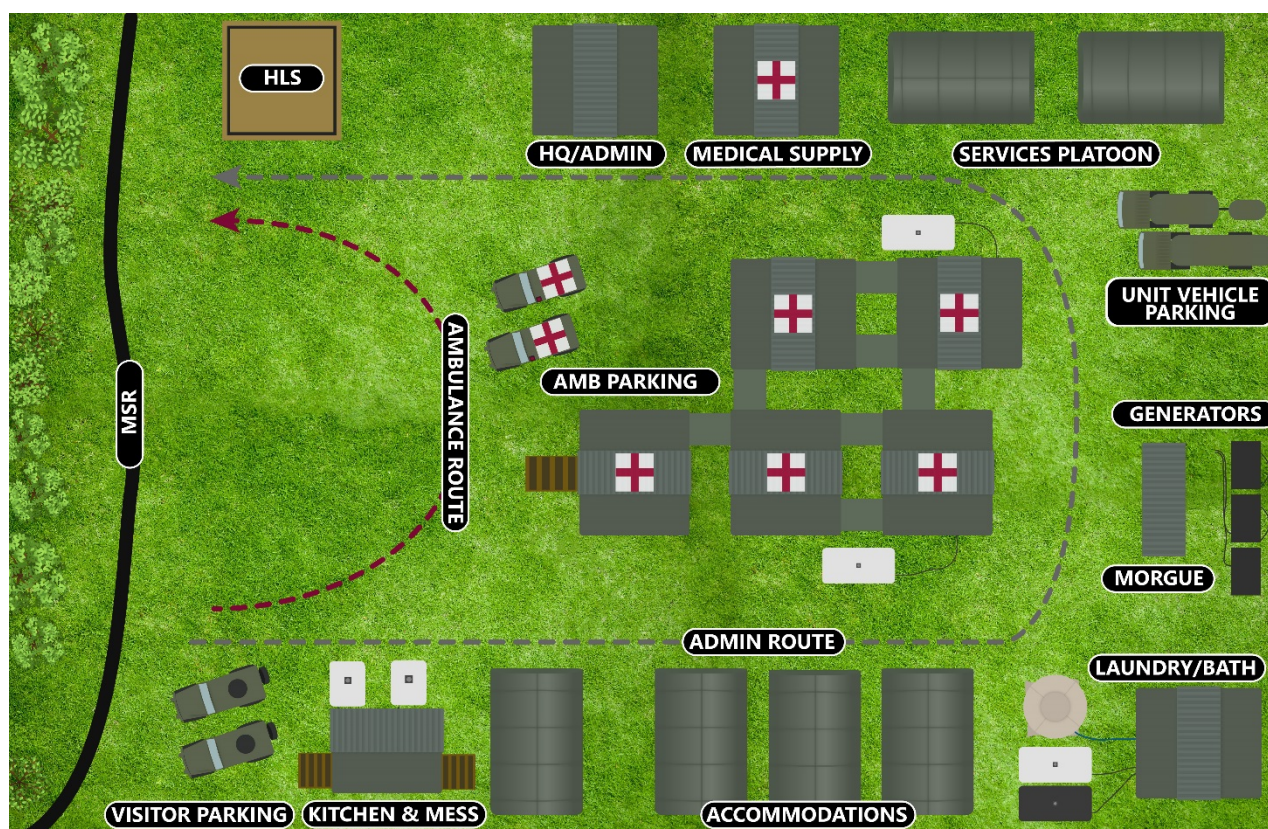 HLS
HQ/ADMIN
MEDICAL SUPPLY
SERVICES PLATOON
UNIT VEHICLE
PARKING
AMBULANCE ROUTE
AMB PARKING
MSR
GENERATORS
MORGUE
ADMIN ROUTE
LAUNDRY/BATH
VISITOR PARKING
KITCHEN & MESS
ACCOMMODATIONS